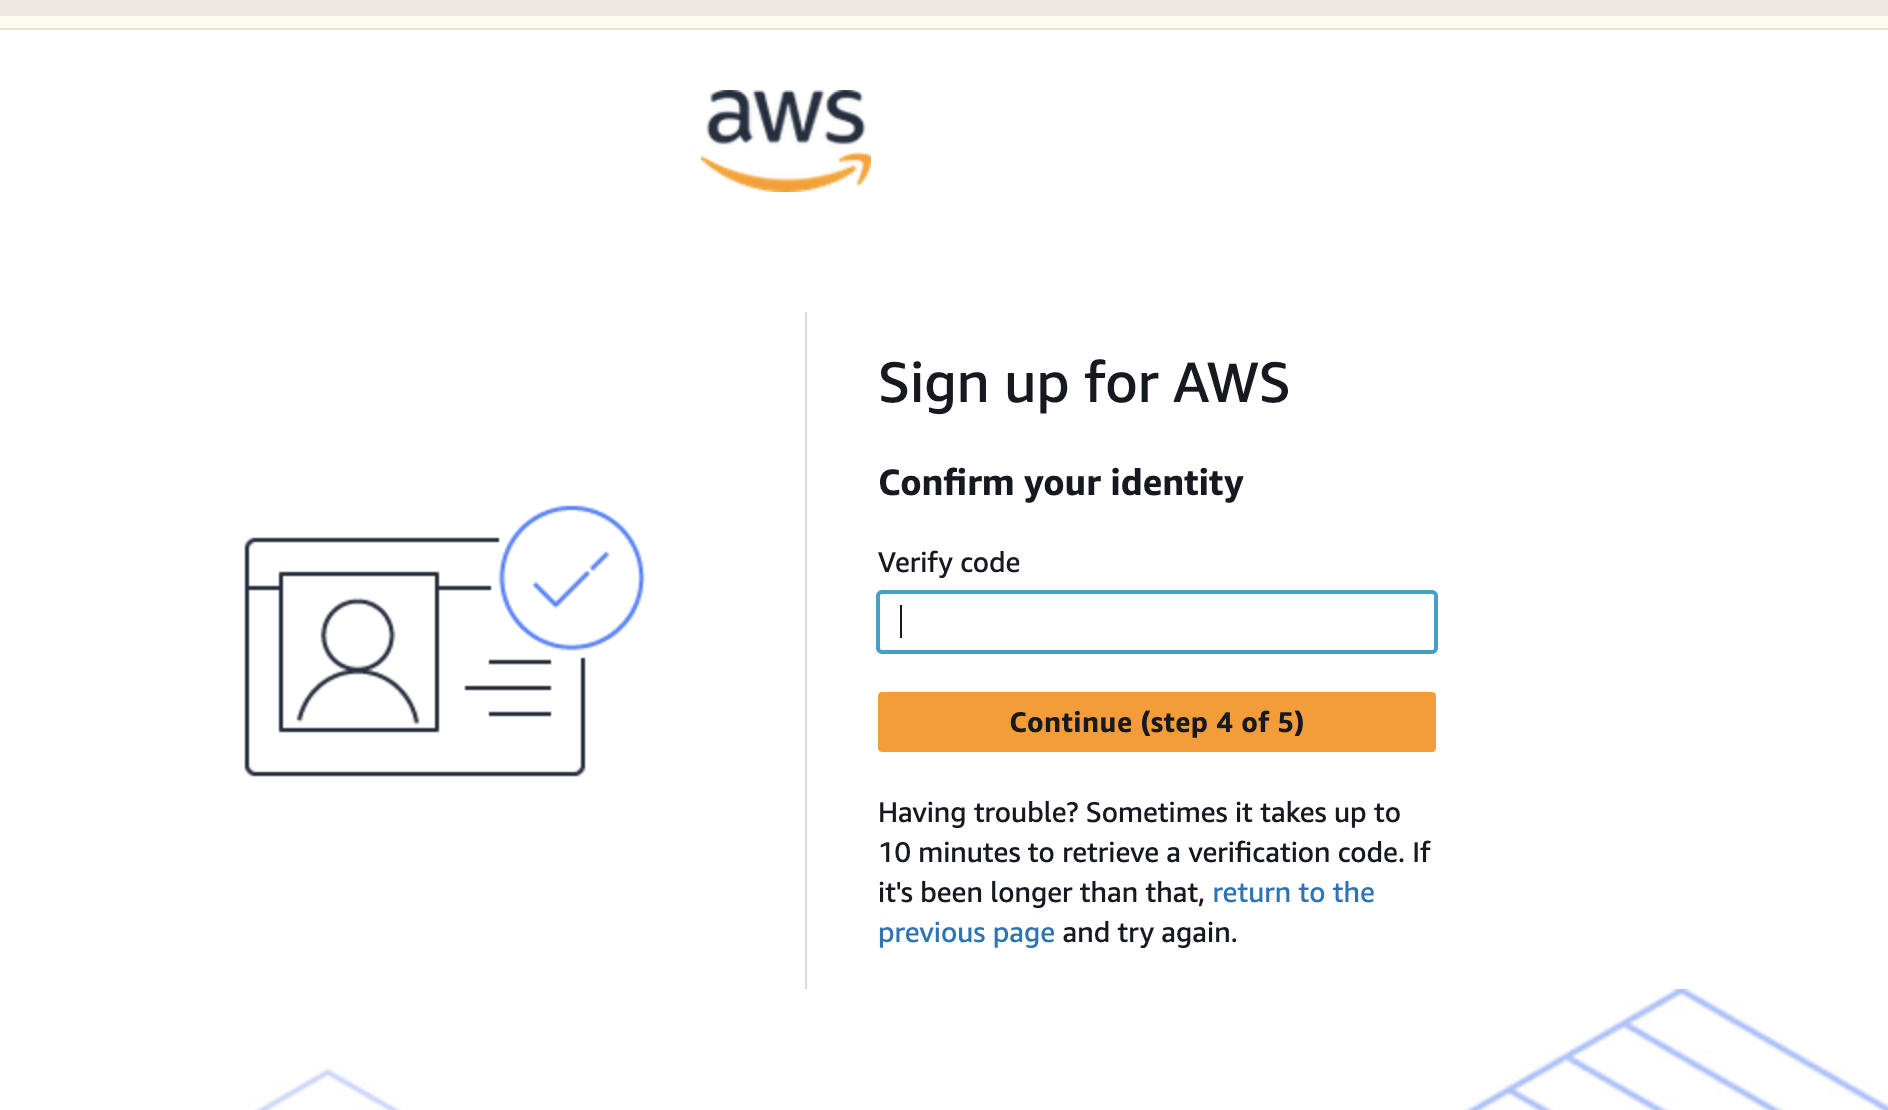 aws
Sign up for AWS
Confirm your identity
Verify code
Continue (step 4 of 5)
Having trouble? Sometimes it takes up to
10 minutes to retrieve a verification code. If
it's been longer than that, return to the
previous page and try again.